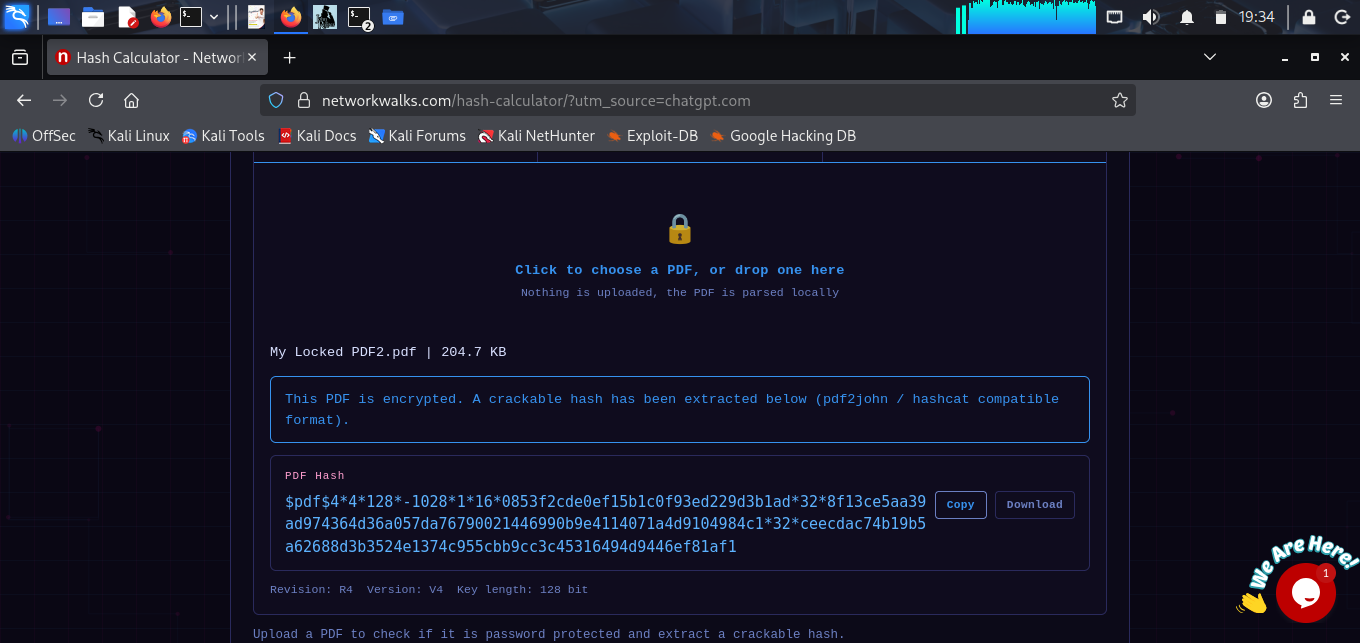 19:34
2
Hash Calculator - Networ
networkwalks.com/hash-calculator/?utm_source=chatgpt.com
OffSec Kali Linux Kali Tools Kali Docs Kali Forums Kali NetHunter Exploit-DB Google Hacking DB
Click to choose a PDF, or drop one here
Nothing is uploaded, the PDF is parsed locally
My Locked PDF2.pdf | 204.7 KB
This PDF is encrypted. A crackable hash has been extracted below (pdf2john / hashcat compatible
format).
PDF Hash
$pdf$4*4*128*-1028*1*16*0853f2cde0ef15b1c0f93ed229d3b1ad*32*8f13ce5aa39
Copy Download
ad974364d36a057da76790021446990b9e4114071a4d9104984c1*32*ceecdac74b19b5
a62688d3b3524e1374c955cbb9cc3c45316494d9446ef81af1
Revision: R4 Version: V4 Key length: 128 bit
We Are Here!
1
Upload a PDF to check if it is password protected and extract a crackable hash.